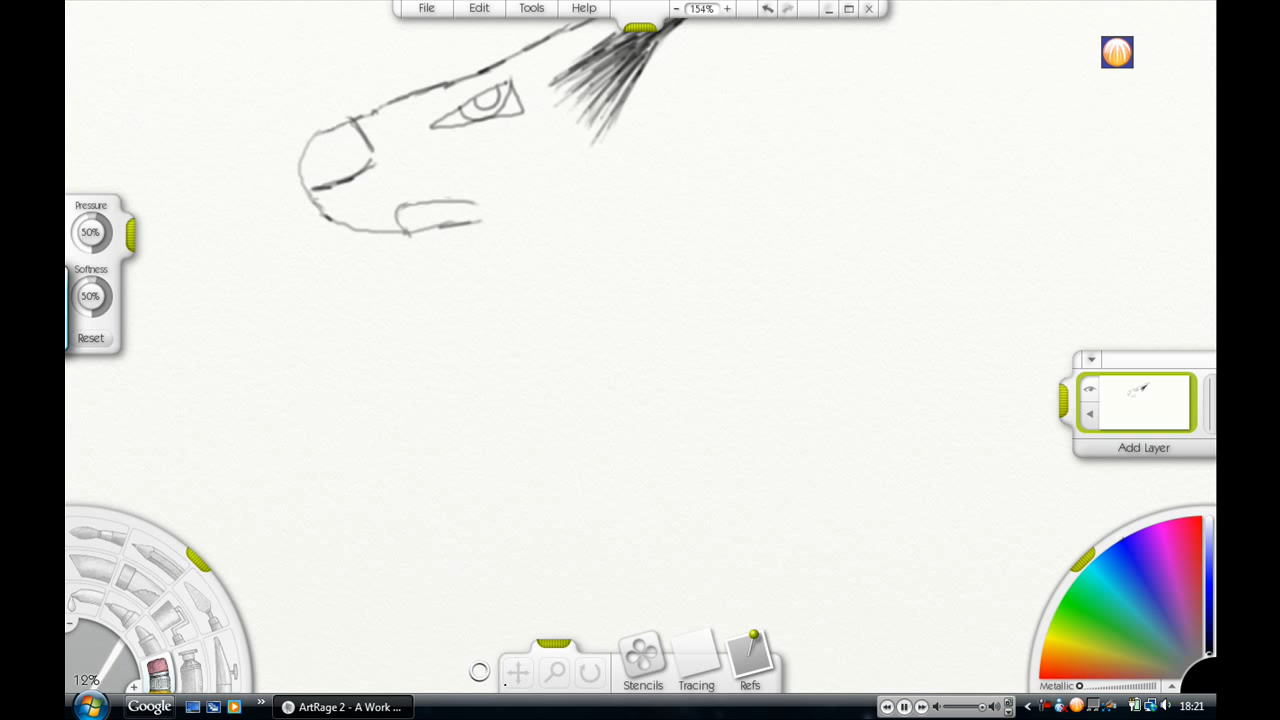 File Edit Tools Help 154%
Pressure
50%
Softness
50%
Reset
Add Layer
12%
Stencils Tracing Refs
Metallic
Google ArtRage 2 - A Work ... 18:21